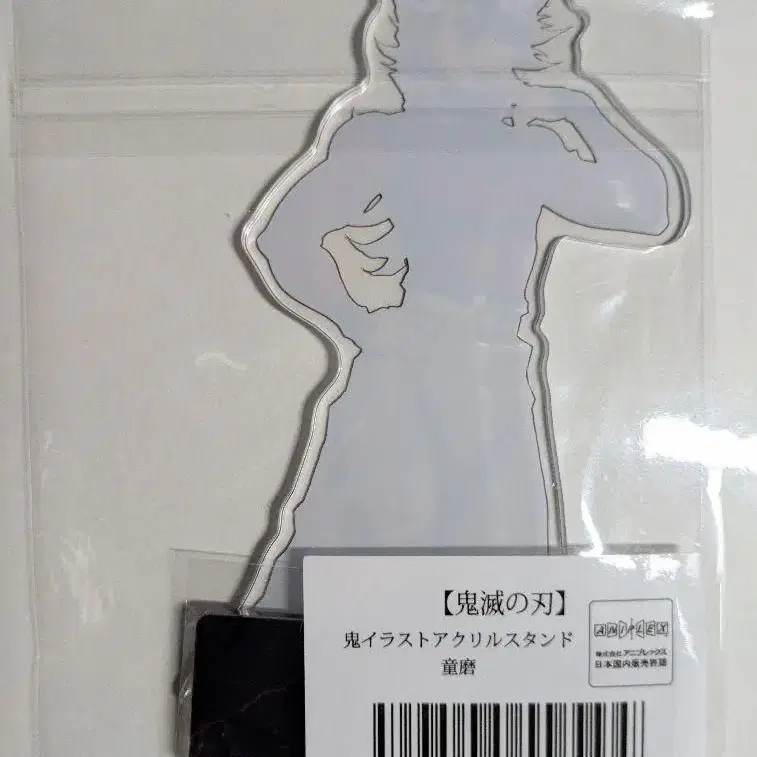 【鬼滅の刃】
鬼イラストアクリルスタンド
童磨
ANIPLEX
株式会社アニプレックス
日本国内販売許諾